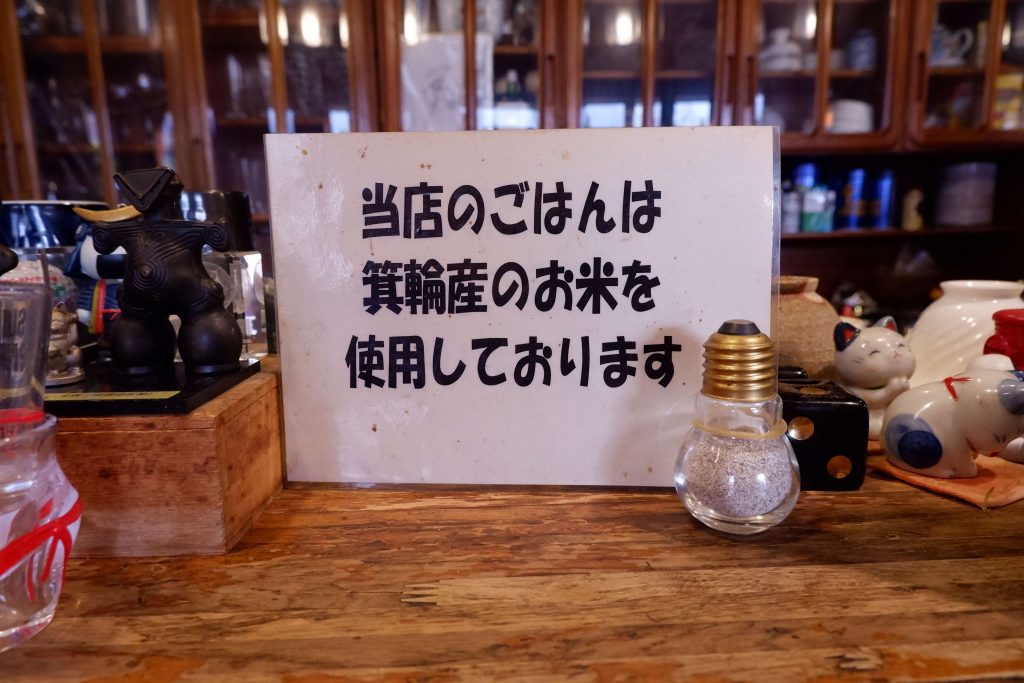 当店のごはんは
箕輪産のお米を
使用しております